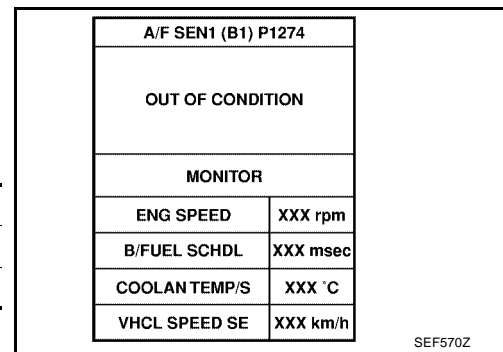 A/F SEN1 (B1) P1274
OUT OF CONDITION
MONITOR
ENG SPEED XXX rpm
B/FUEL SCHDL XXX msec
COOLAN TEMP/S XXX °C
VHCL SPEED SE XXX km/h
SEF570Z